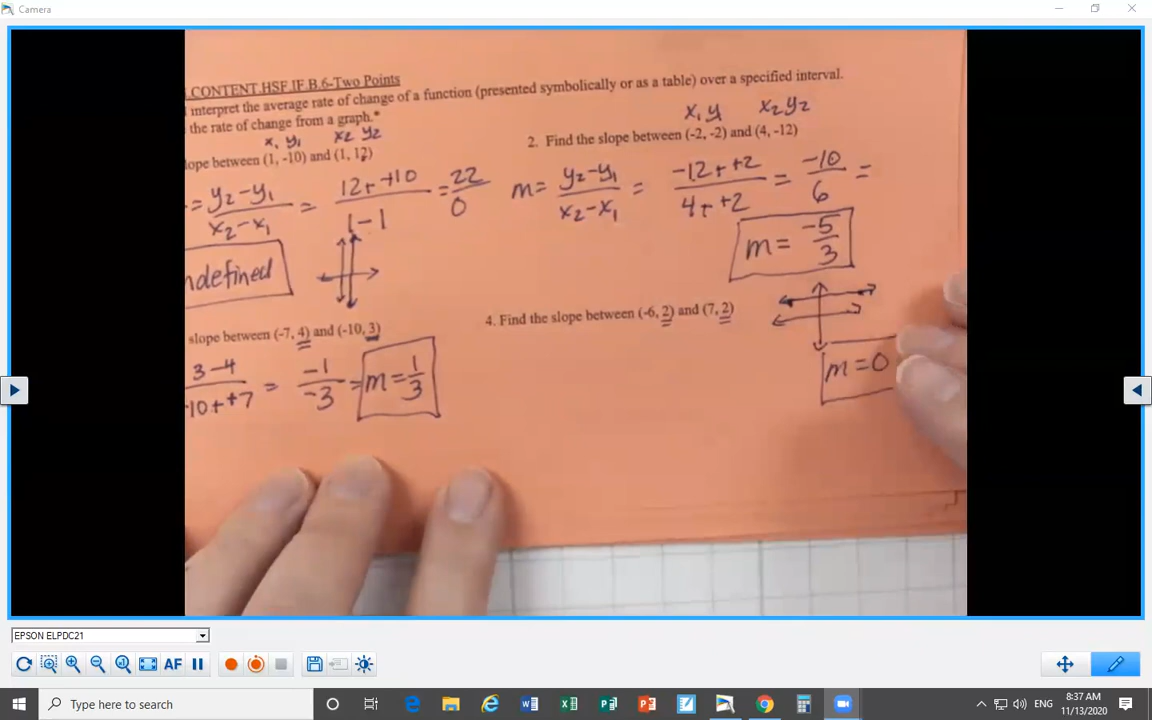 Camera
CONTENT.HSF.IF.B.6-Two Points
interpret the average rate of change of a function (presented symbolically or as a table) over a specified interval.
the rate of change from a graph.*
x, y₁ x₂ y₂
lope between (1, -10) and (1, 12)
= y₂-y₁ / x₂-x₁ = 12+ +10 / 1-1 = 22/0
ndefined
x, y, x₂ y₂
2. Find the slope between (-2, -2) and (4, -12)
m= y₂-y₁ / x₂-x₁ = -12+ +2 / 4+ +2 = -10/6 =
m= -5/3
slope between (-7, 4) and (-10, 3)
3-4 / -10+ +7 = -1/-3 = m=1/3
4. Find the slope between (-6, 2) and (7, 2)
m=0
EPSON ELPDC21
AF
Type here to search
ENG
8:37 AM
11/13/2020